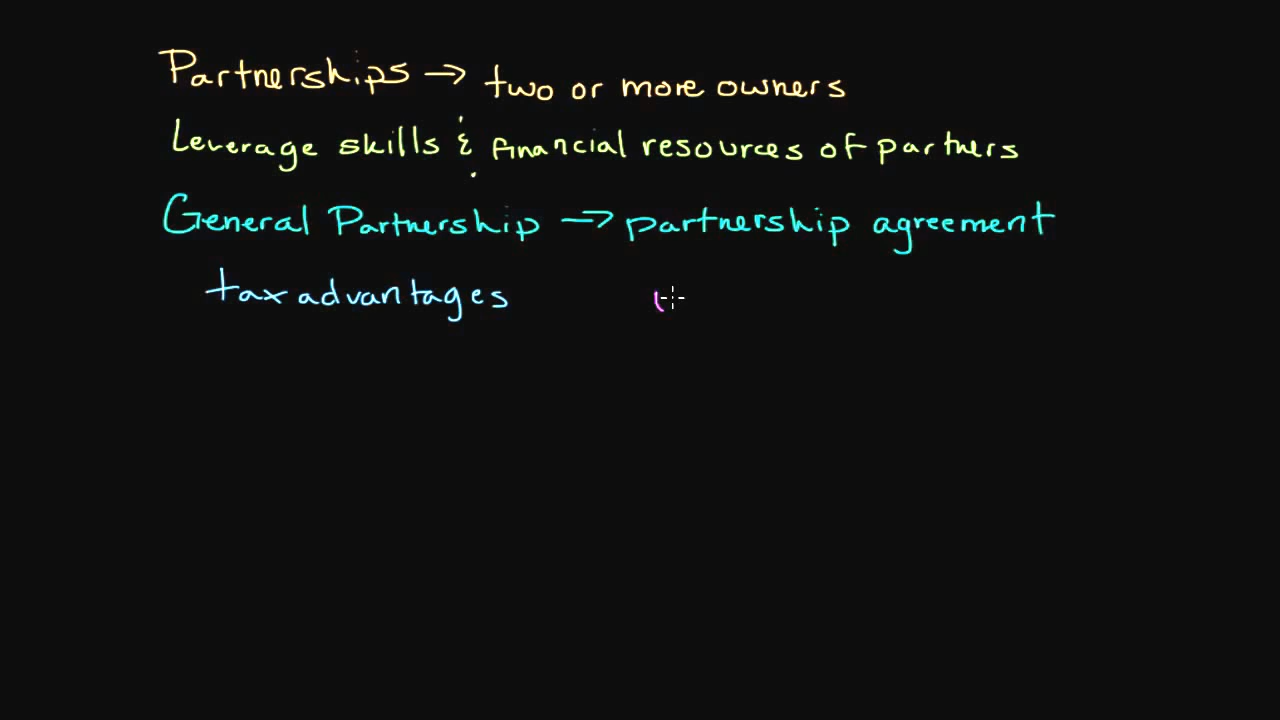 Partnerships → two or more owners
Leverage skills & financial resources of partners
General Partnership → partnership agreement
tax advantages